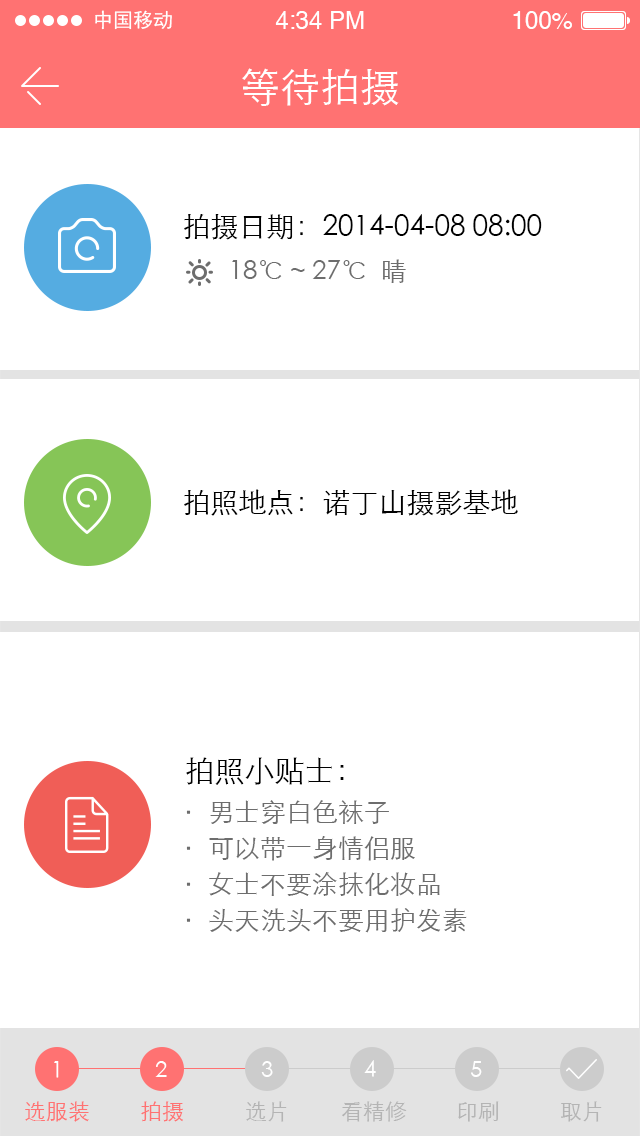 中国移动 4:34 PM 100%
等待拍摄
拍摄日期：2014-04-08 08:00
18℃ ~ 27℃ 晴
拍照地点：诺丁山摄影基地
拍照小贴士：
· 男士穿白色袜子
· 可以带一身情侣服
· 女士不要涂抹化妆品
· 头天洗头不要用护发素
1 2 3 4 5
选服装 拍摄 选片 看精修 印刷 取片